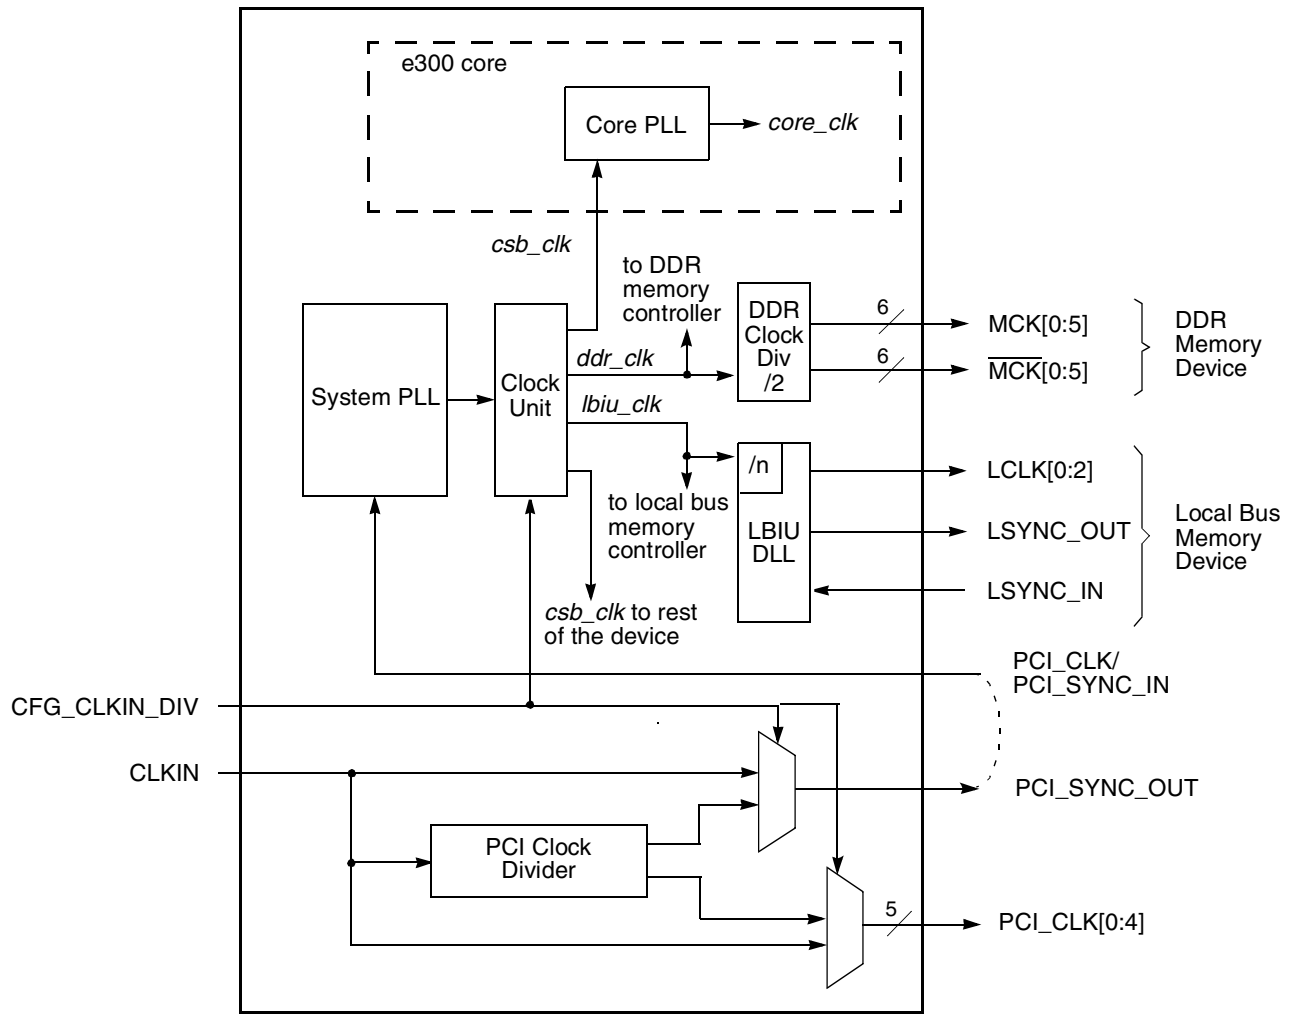 e300 core
Core PLL
core_clk
csb_clk
to DDR
memory
controller
DDR
Clock
Div
/2
6
MCK[0:5]
6
M̅C̅K̅[0:5]
DDR
Memory
Device
System PLL
Clock
Unit
ddr_clk
lbiu_clk
/n
LBIU
DLL
to local bus
memory
controller
LCLK[0:2]
LSYNC_OUT
LSYNC_IN
Local Bus
Memory
Device
csb_clk to rest
of the device
PCI_CLK/
PCI_SYNC_IN
CFG_CLKIN_DIV
CLKIN
PCI_SYNC_OUT
PCI Clock
Divider
5
PCI_CLK[0:4]